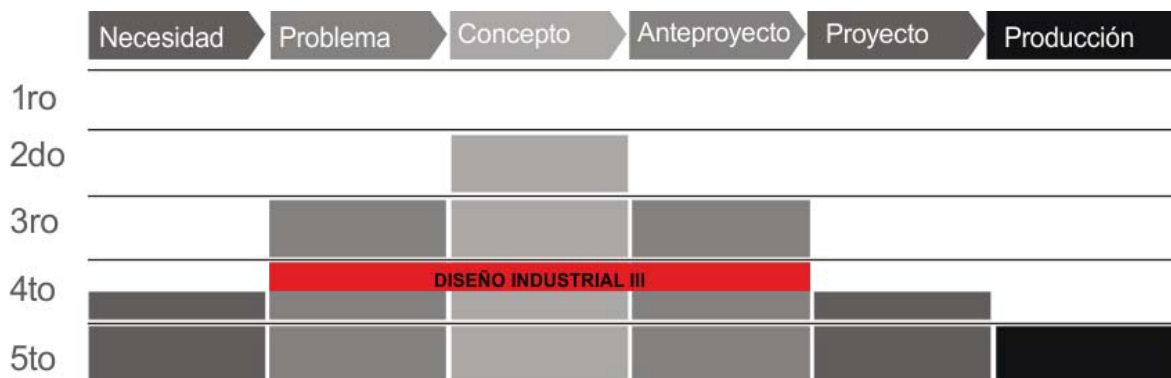 Necesidad Problema Concepto Anteproyecto Proyecto Producción
1ro
2do
3ro
DISEÑO INDUSTRIAL III
4to
5to